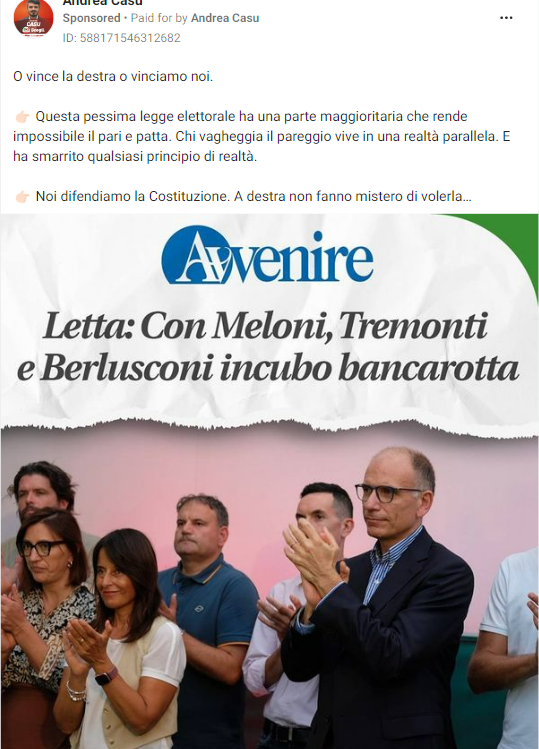 Andrea Casu
Sponsored • Paid for by Andrea Casu
ID: 588171546312682
O vince la destra o vinciamo noi.
👉🏻 Questa pessima legge elettorale ha una parte maggioritaria che rende
impossibile il pari e patta. Chi vagheggia il pareggio vive in una realtà parallela. E
ha smarrito qualsiasi principio di realtà.
👉🏻 Noi difendiamo la Costituzione. A destra non fanno mistero di volerla...
Avvenire
Letta: Con Meloni, Tremonti
e Berlusconi incubo bancarotta